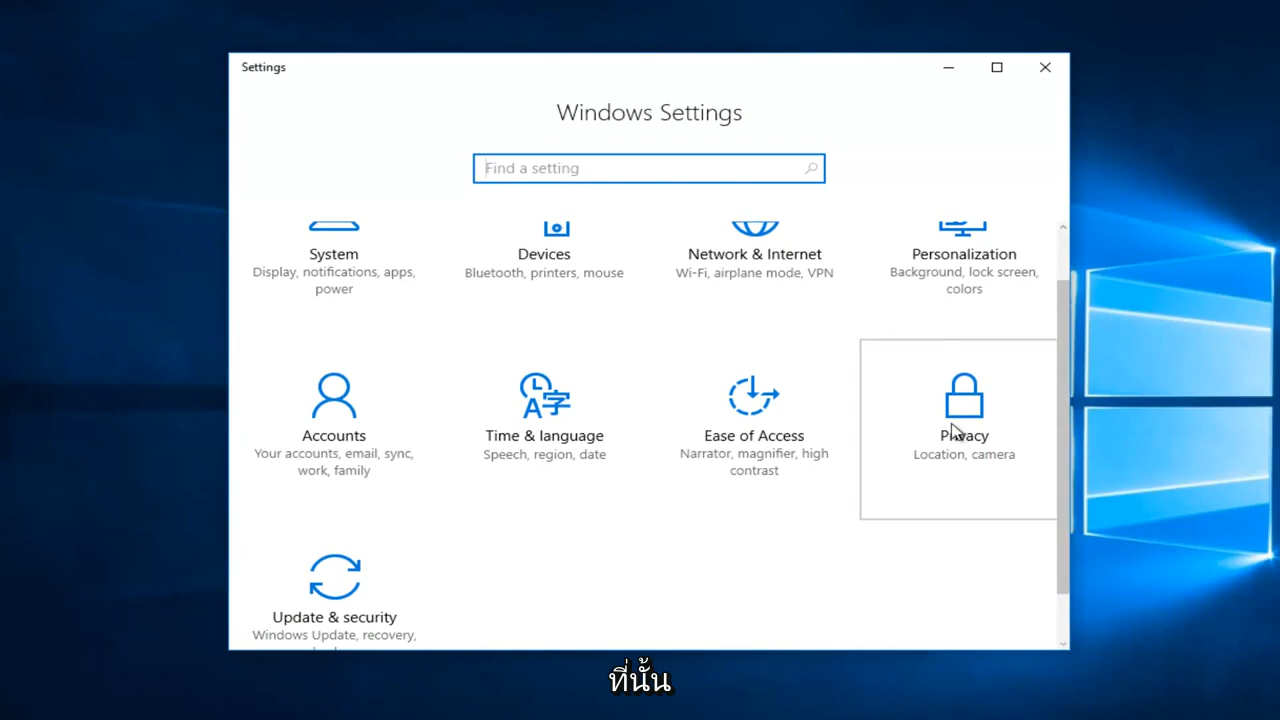 Settings
Windows Settings
Find a setting
System
Display, notifications, apps,
power
Devices
Bluetooth, printers, mouse
Network & Internet
Wi-Fi, airplane mode, VPN
Personalization
Background, lock screen,
colors
Accounts
Your accounts, email, sync,
work, family
Time & language
Speech, region, date
Ease of Access
Narrator, magnifier, high
contrast
Privacy
Location, camera
Update & security
Windows Update, recovery,
ที่นั้น